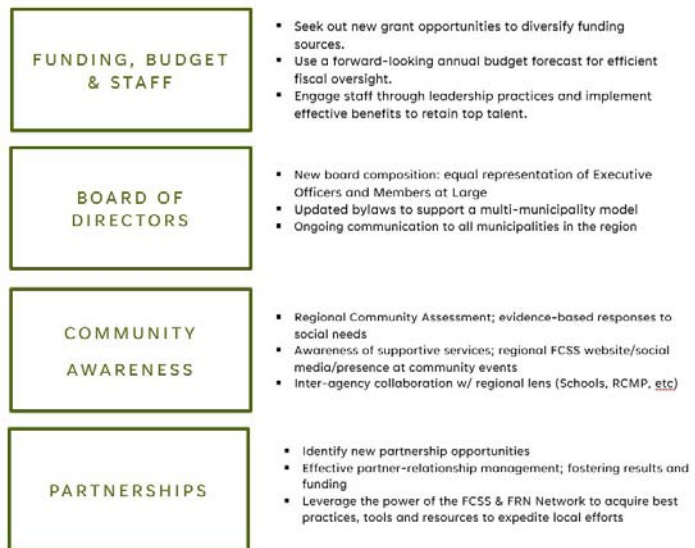 FUNDING, BUDGET
& STAFF
▪ Seek out new grant opportunities to diversify funding
sources.
▪ Use a forward-looking annual budget forecast for efficient
fiscal oversight.
▪ Engage staff through leadership practices and implement
effective benefits to retain top talent.
BOARD OF
DIRECTORS
▪ New board composition: equal representation of Executive
Officers and Members at Large
▪ Updated bylaws to support a multi-municipality model
▪ Ongoing communication to all municipalities in the region
COMMUNITY
AWARENESS
▪ Regional Community Assessment; evidence-based responses to
social needs
▪ Awareness of supportive services; regional FCSS website/social
media/presence at community events
▪ Inter-agency collaboration w/ regional lens (Schools, RCMP, etc)
PARTNERSHIPS
▪ Identify new partnership opportunities
▪ Effective partner-relationship management; fostering results and
funding
▪ Leverage the power of the FCSS & FRN Network to acquire best
practices, tools and resources to expedite local efforts